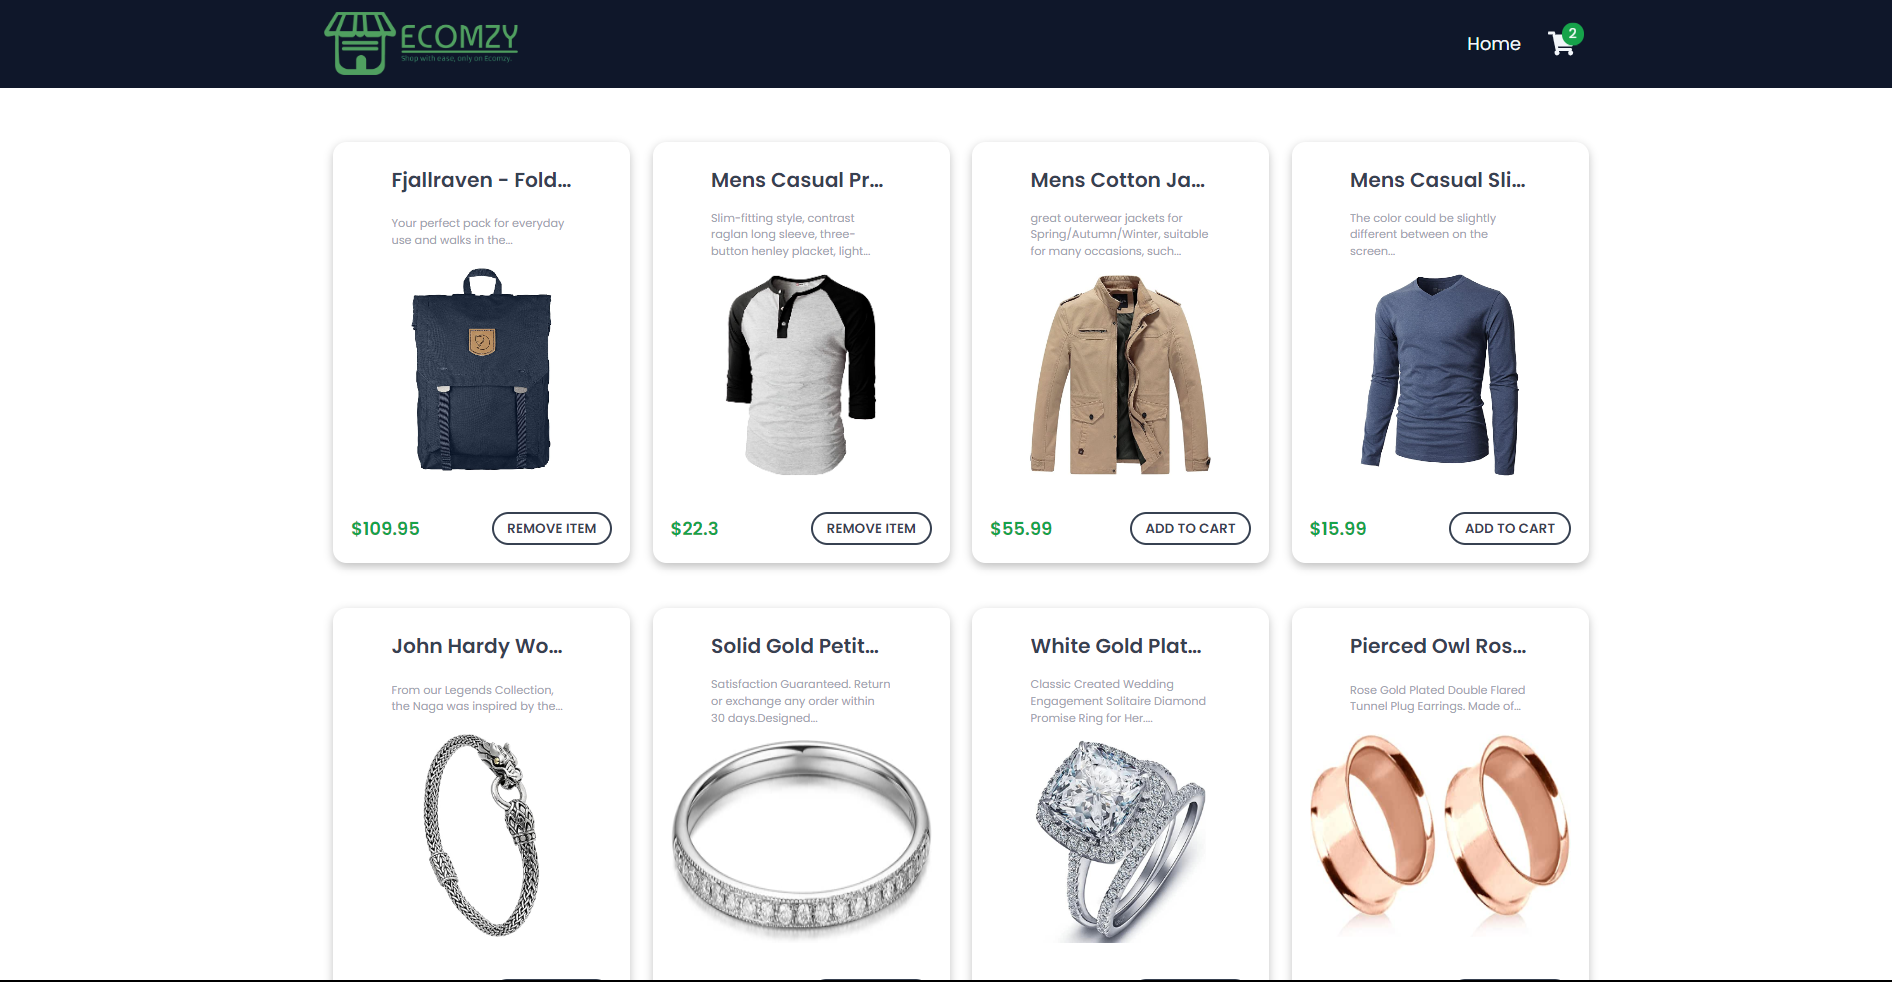 ECOMZY
Shop with ease, only on Ecomzy.
Home
2
Fjallraven - Fold...
Your perfect pack for everyday
use and walks in the...
$109.95
REMOVE ITEM
Mens Casual Pr...
Slim-fitting style, contrast
raglan long sleeve, three-
button henley placket, light...
$22.3
REMOVE ITEM
Mens Cotton Ja...
great outerwear jackets for
Spring/Autumn/Winter, suitable
for many occasions, such...
$55.99
ADD TO CART
Mens Casual Sli...
The color could be slightly
different between on the
screen...
$15.99
ADD TO CART
John Hardy Wo...
From our Legends Collection,
the Naga was inspired by the...
Solid Gold Petit...
Satisfaction Guaranteed. Return
or exchange any order within
30 days.Designed...
White Gold Plat...
Classic Created Wedding
Engagement Solitaire Diamond
Promise Ring for Her....
Pierced Owl Ros...
Rose Gold Plated Double Flared
Tunnel Plug Earrings. Made of...